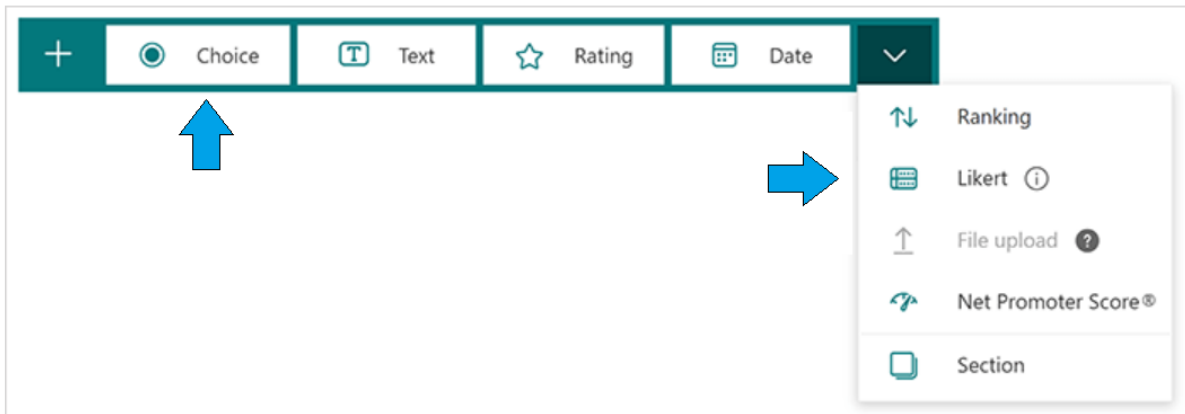 Choice Text Rating Date
Ranking
Likert
File upload
Net Promoter Score®
Section